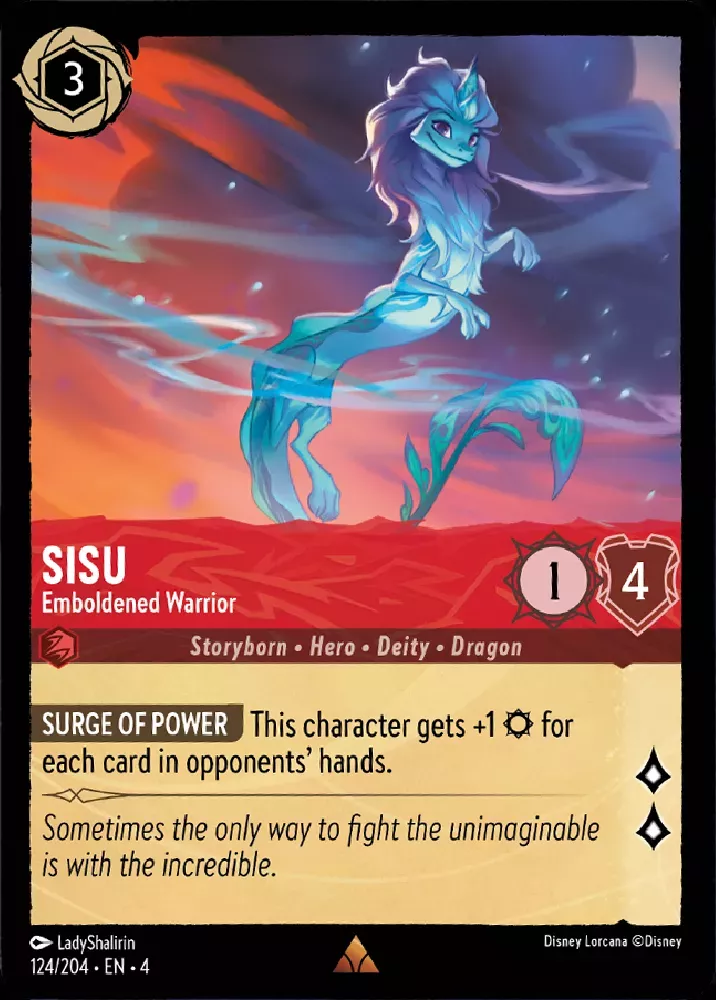 3
SISU
Emboldened Warrior
1
4
Storyborn • Hero • Deity • Dragon
SURGE OF POWER This character gets +1 for
each card in opponents’ hands.
Sometimes the only way to fight the unimaginable
is with the incredible.
LadyShalirin
Disney Lorcana ©Disney
124/204 • EN • 4